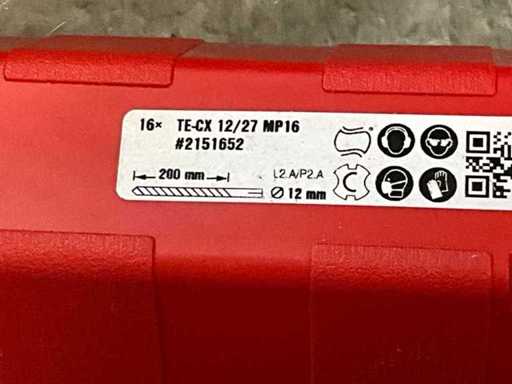 16× TE-CX 12/27 MP16
#2151652
200 mm L2.A/P2.A
Ø 12 mm